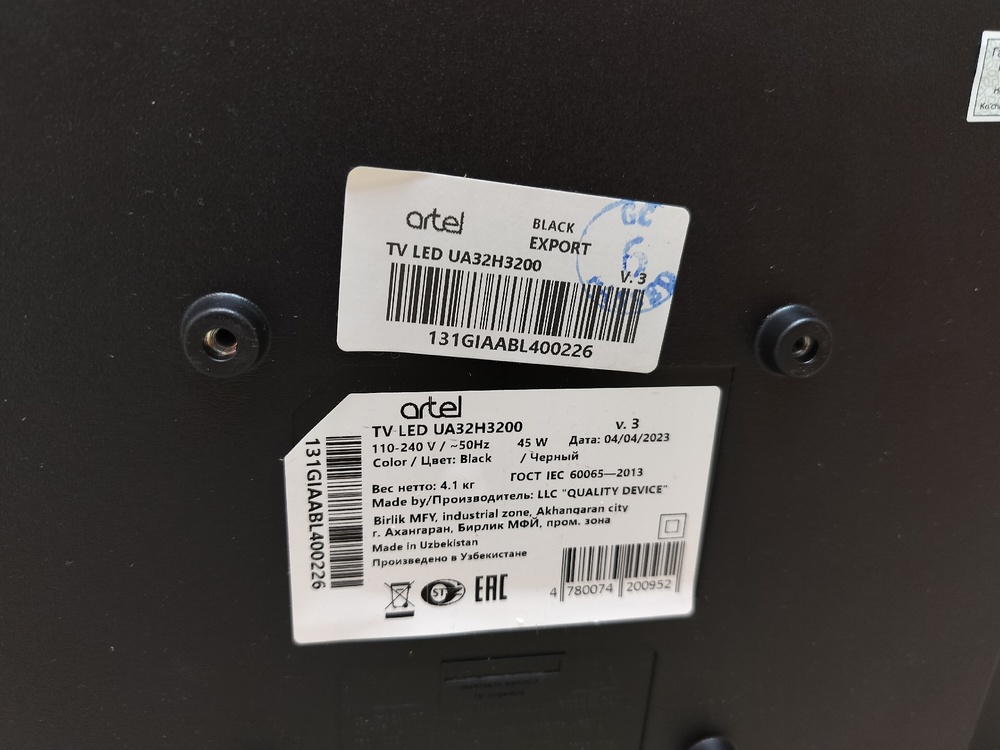 artel
BLACK
EXPORT
TV LED UA32H3200
V. 3
GC
6
131GIAABL400226
artel
TV LED UA32H3200
v. 3
110-240 V / ~50Hz 45 W Дата: 04/04/2023
Color / Цвет: Black / Черный
ГОСТ IEC 60065—2013
Вес нетто: 4.1 кг
Made by/Производитель: LLC "QUALITY DEVICE"
Birlik MFY, industrial zone, Akhangaran city
г. Ахангаран, Бирлик МФЙ, пром. зона
Made in Uzbekistan
Произведено в Узбекистане
ST
EAC
4 780074 200952
131GIAABL400226